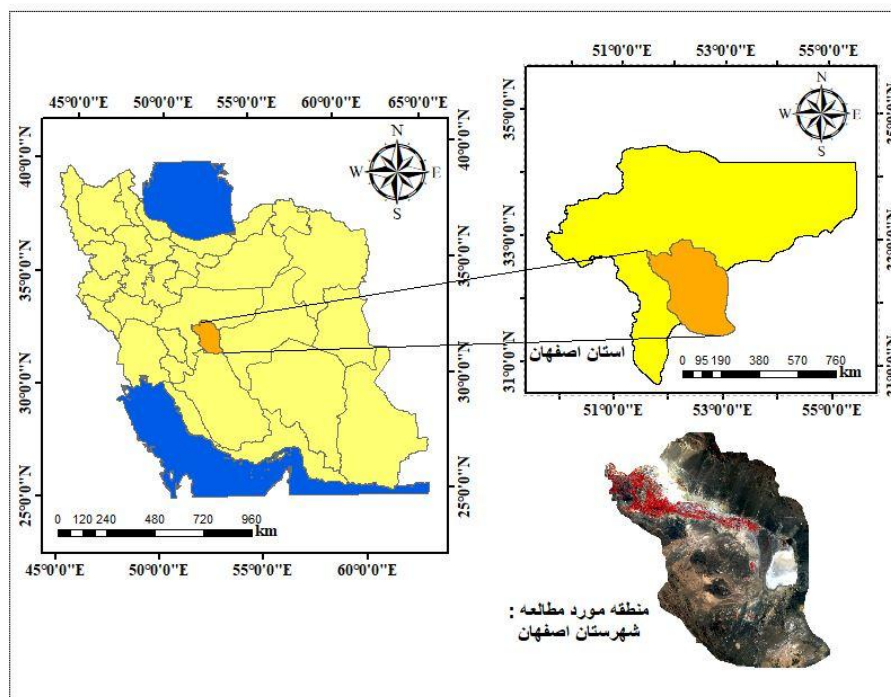 45°0'0"E 50°0'0"E 55°0'0"E 60°0'0"E 65°0'0"E
40°0'0"N
35°0'0"N
30°0'0"N
25°0'0"N
N
W E
S
40°0'0"N
35°0'0"N
30°0'0"N
25°0'0"N
0 120 240 480 720 960
km
45°0'0"E 50°0'0"E 55°0'0"E 60°0'0"E
51°0'0"E 53°0'0"E 55°0'0"E
35°0'0"N
33°0'0"N
31°0'0"N
N
W E
S
استان اصفهان
0 95 190 380 570 760
km
51°0'0"E 53°0'0"E 55°0'0"E
منطقه مورد مطالعه :
شهرستان اصفهان